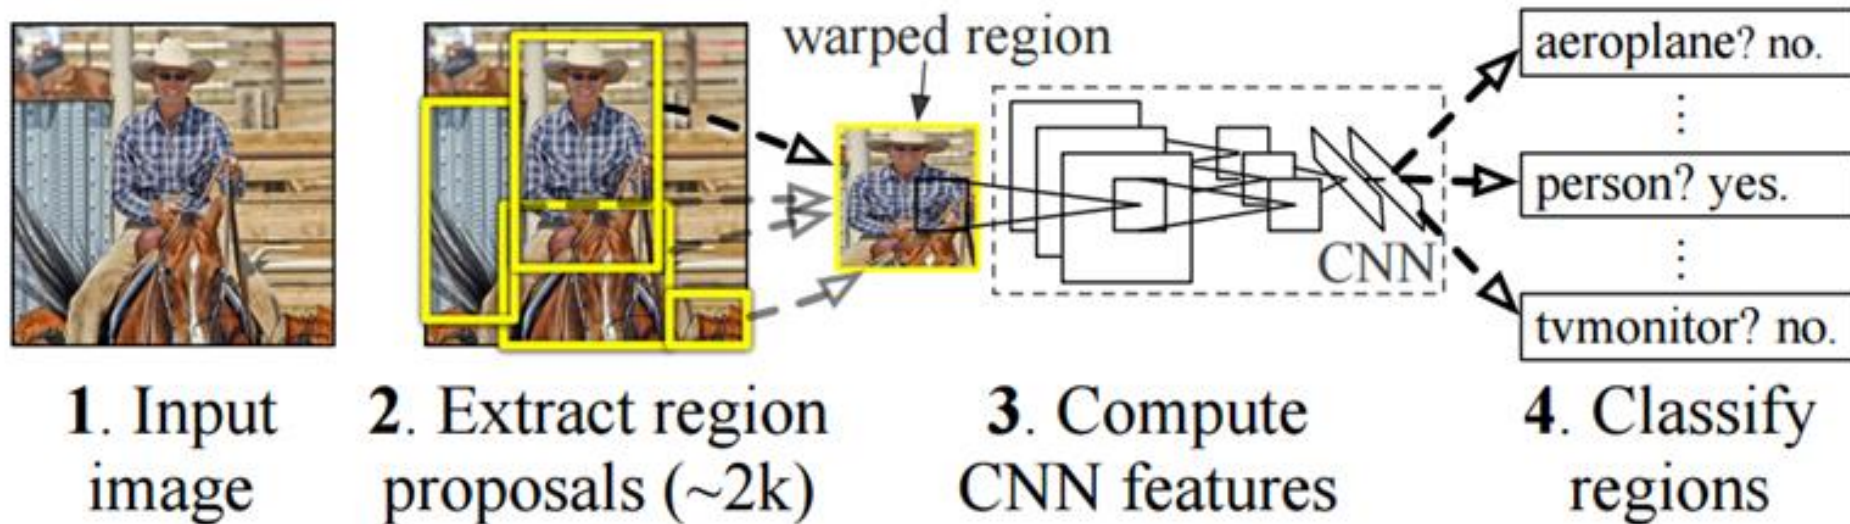 warped region
aeroplane? no.
person? yes.
CNN
tvmonitor? no.
1. Input
image
2. Extract region
proposals (~2k)
3. Compute
CNN features
4. Classify
regions